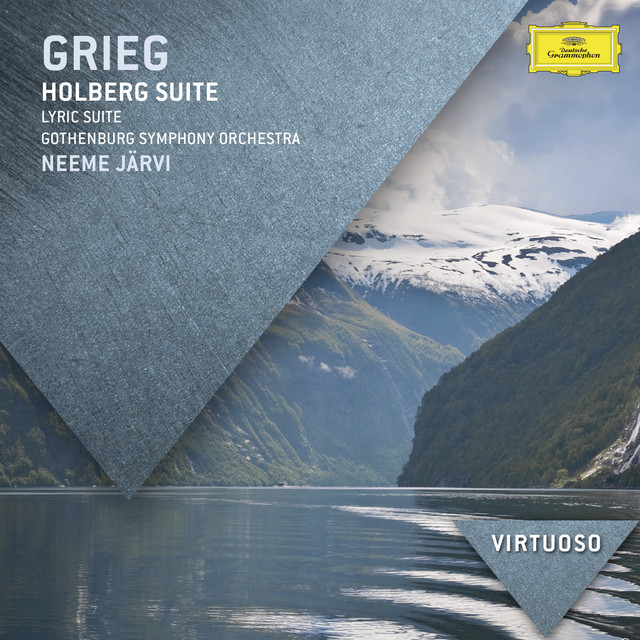 GRIEG
HOLBERG SUITE
LYRIC SUITE
GOTHENBURG SYMPHONY ORCHESTRA
NEEME JÄRVI
Deutsche
Grammophon
VIRTUOSO